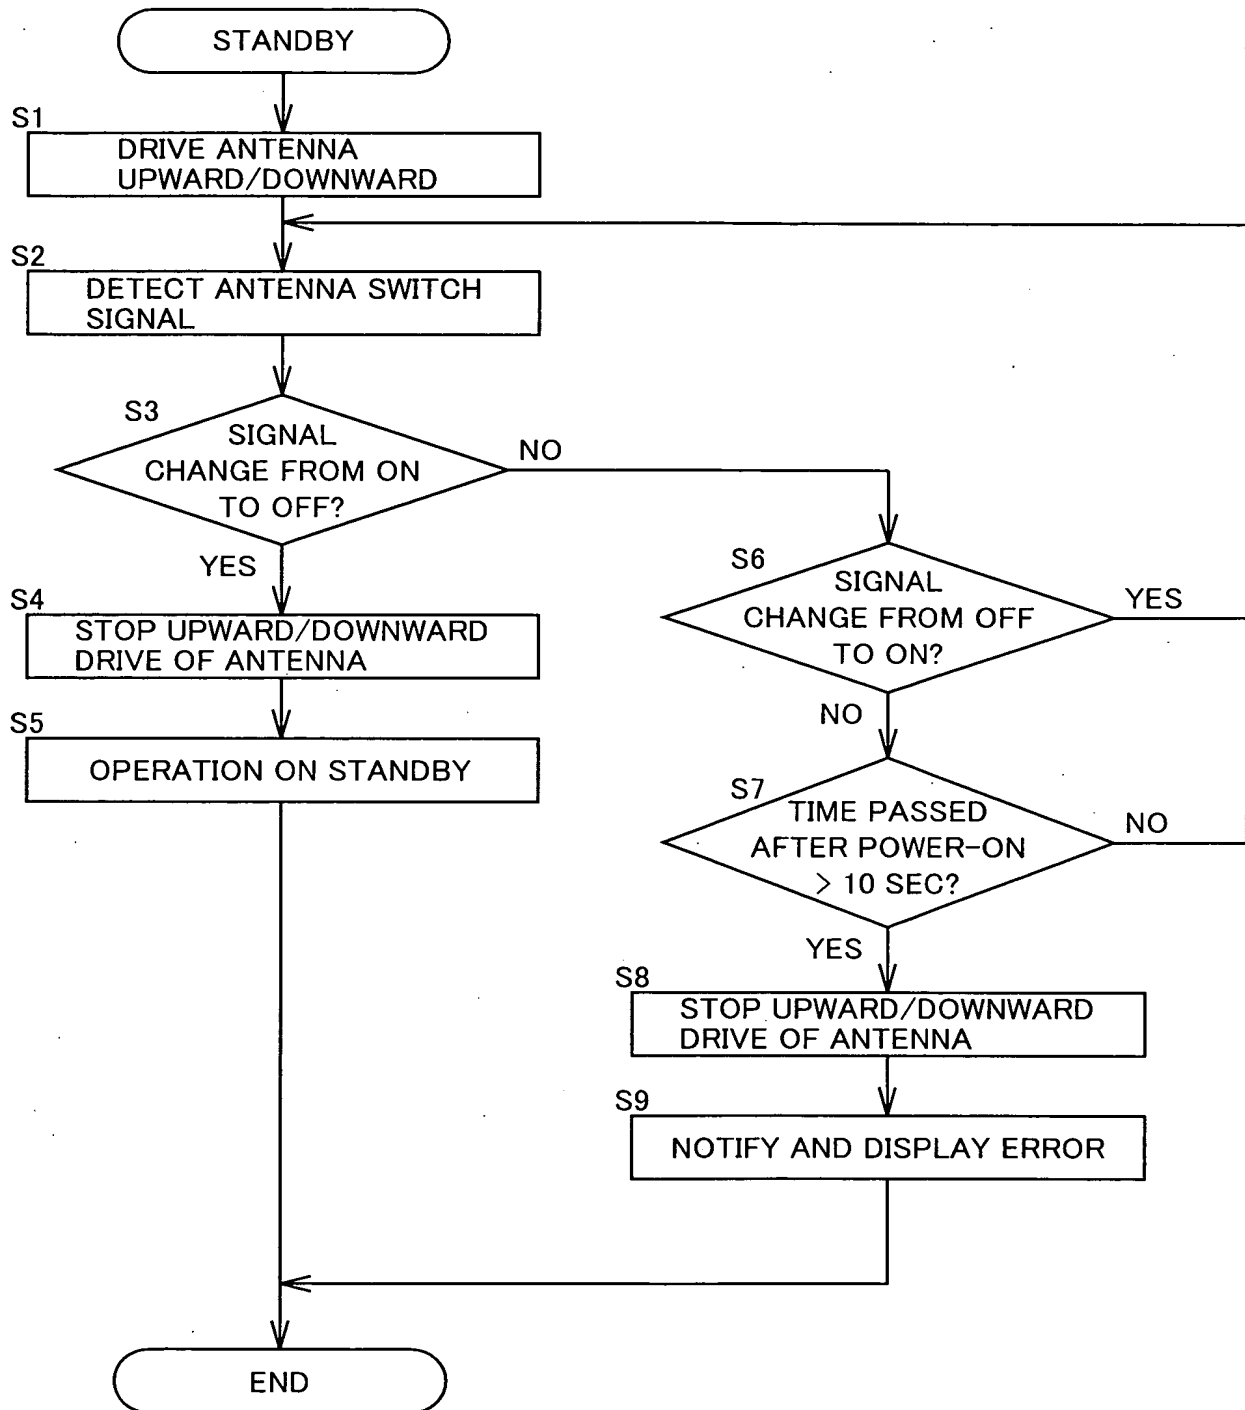 STANDBY
S1
DRIVE ANTENNA
UPWARD/DOWNWARD
S2
DETECT ANTENNA SWITCH
SIGNAL
S3
SIGNAL
CHANGE FROM ON
TO OFF?
NO
YES
S4
STOP UPWARD/DOWNWARD
DRIVE OF ANTENNA
S5
OPERATION ON STANDBY
S6
SIGNAL
CHANGE FROM OFF
TO ON?
YES
NO
S7
TIME PASSED
AFTER POWER-ON
> 10 SEC?
NO
YES
S8
STOP UPWARD/DOWNWARD
DRIVE OF ANTENNA
S9
NOTIFY AND DISPLAY ERROR
END